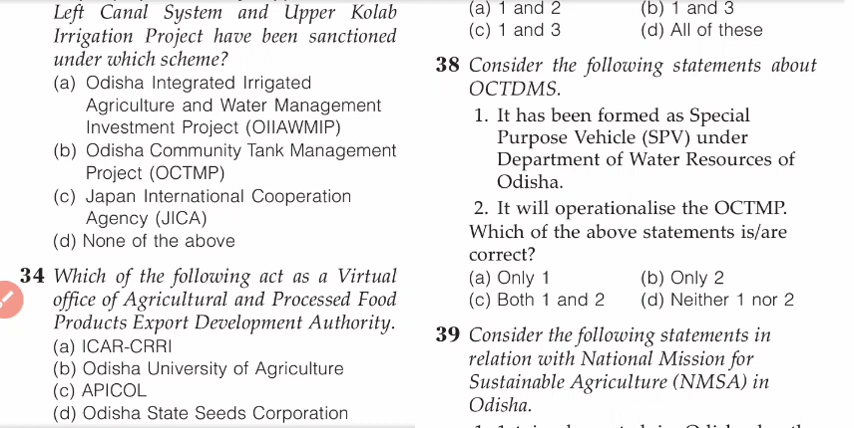 Left Canal System and Upper Kolab
Irrigation Project have been sanctioned
under which scheme?
(a) Odisha Integrated Irrigated
Agriculture and Water Management
Investment Project (OIIAWMIP)
(b) Odisha Community Tank Management
Project (OCTMP)
(c) Japan International Cooperation
Agency (JICA)
(d) None of the above
34 Which of the following act as a Virtual
office of Agricultural and Processed Food
Products Export Development Authority.
(a) ICAR-CRRI
(b) Odisha University of Agriculture
(c) APICOL
(d) Odisha State Seeds Corporation
(a) 1 and 2 (b) 1 and 3
(c) 1 and 3 (d) All of these
38 Consider the following statements about
OCTDMS.
1. It has been formed as Special
Purpose Vehicle (SPV) under
Department of Water Resources of
Odisha.
2. It will operationalise the OCTMP.
Which of the above statements is/are
correct?
(a) Only 1 (b) Only 2
(c) Both 1 and 2 (d) Neither 1 nor 2
39 Consider the following statements in
relation with National Mission for
Sustainable Agriculture (NMSA) in
Odisha.